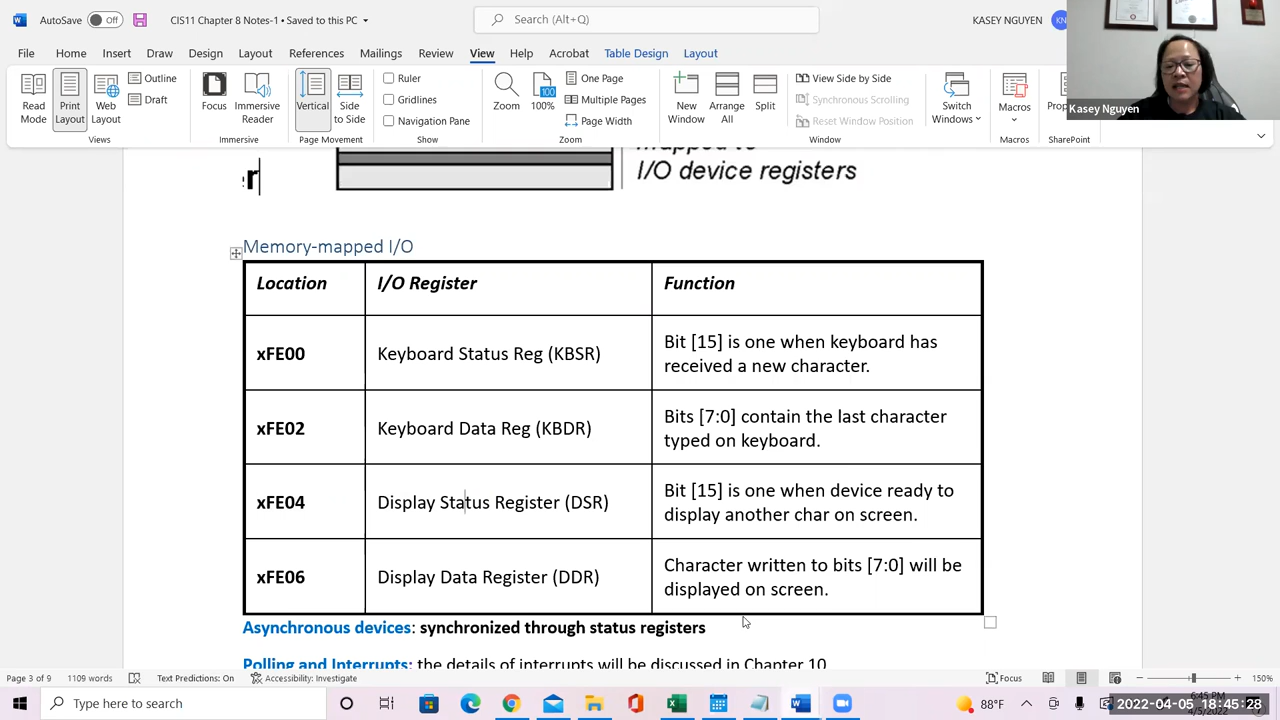 AutoSave Off CIS11 Chapter 8 Notes-1 • Saved to this PC Search (Alt+Q) KASEY NGUYEN KN
File Home Insert Draw Design Layout References Mailings Review View Help Acrobat Table Design Layout
Read Mode
Print Layout
Web Layout
Outline
Draft
Views
Focus
Immersive Reader
Immersive
Vertical
Side to Side
Page Movement
Ruler
Gridlines
Navigation Pane
Show
Zoom
100
100%
One Page
Multiple Pages
Page Width
Zoom
New Window
Arrange All
Split
View Side by Side
Synchronous Scrolling
Reset Window Position
Window
Switch Windows
Macros
Macros
SharePoint
Kasey Nguyen
mapped to
I/O device registers
Memory-mapped I/O
Location I/O Register Function
xFE00 Keyboard Status Reg (KBSR) Bit [15] is one when keyboard has
received a new character.
xFE02 Keyboard Data Reg (KBDR) Bits [7:0] contain the last character
typed on keyboard.
xFE04 Display Status Register (DSR) Bit [15] is one when device ready to
display another char on screen.
xFE06 Display Data Register (DDR) Character written to bits [7:0] will be
displayed on screen.
Asynchronous devices: synchronized through status registers
Polling and Interrupts: the details of interrupts will be discussed in Chapter 10
Page 3 of 9 1109 words Text Predictions: On Accessibility: Investigate Focus 150%
Type here to search 88°F 6:45 PM
4/5/2022
2022-04-05 18:45:28